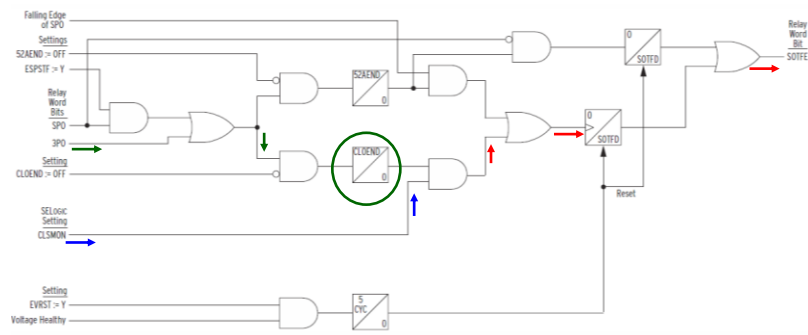 Falling Edge
of SPO
Settings
52AEND := OFF
ESPSTF := Y
Relay
Word
Bits
SPO
3PO
Setting
CLOEND := OFF
SELOGIC
Setting
CLSMON
Setting
EVRST := Y
Voltage Healthy
52AEND
0
CLOEND
0
5
CYC
0
0
SOTFD
0
SOTFD
Reset
Relay
Word
Bit
SOTFE